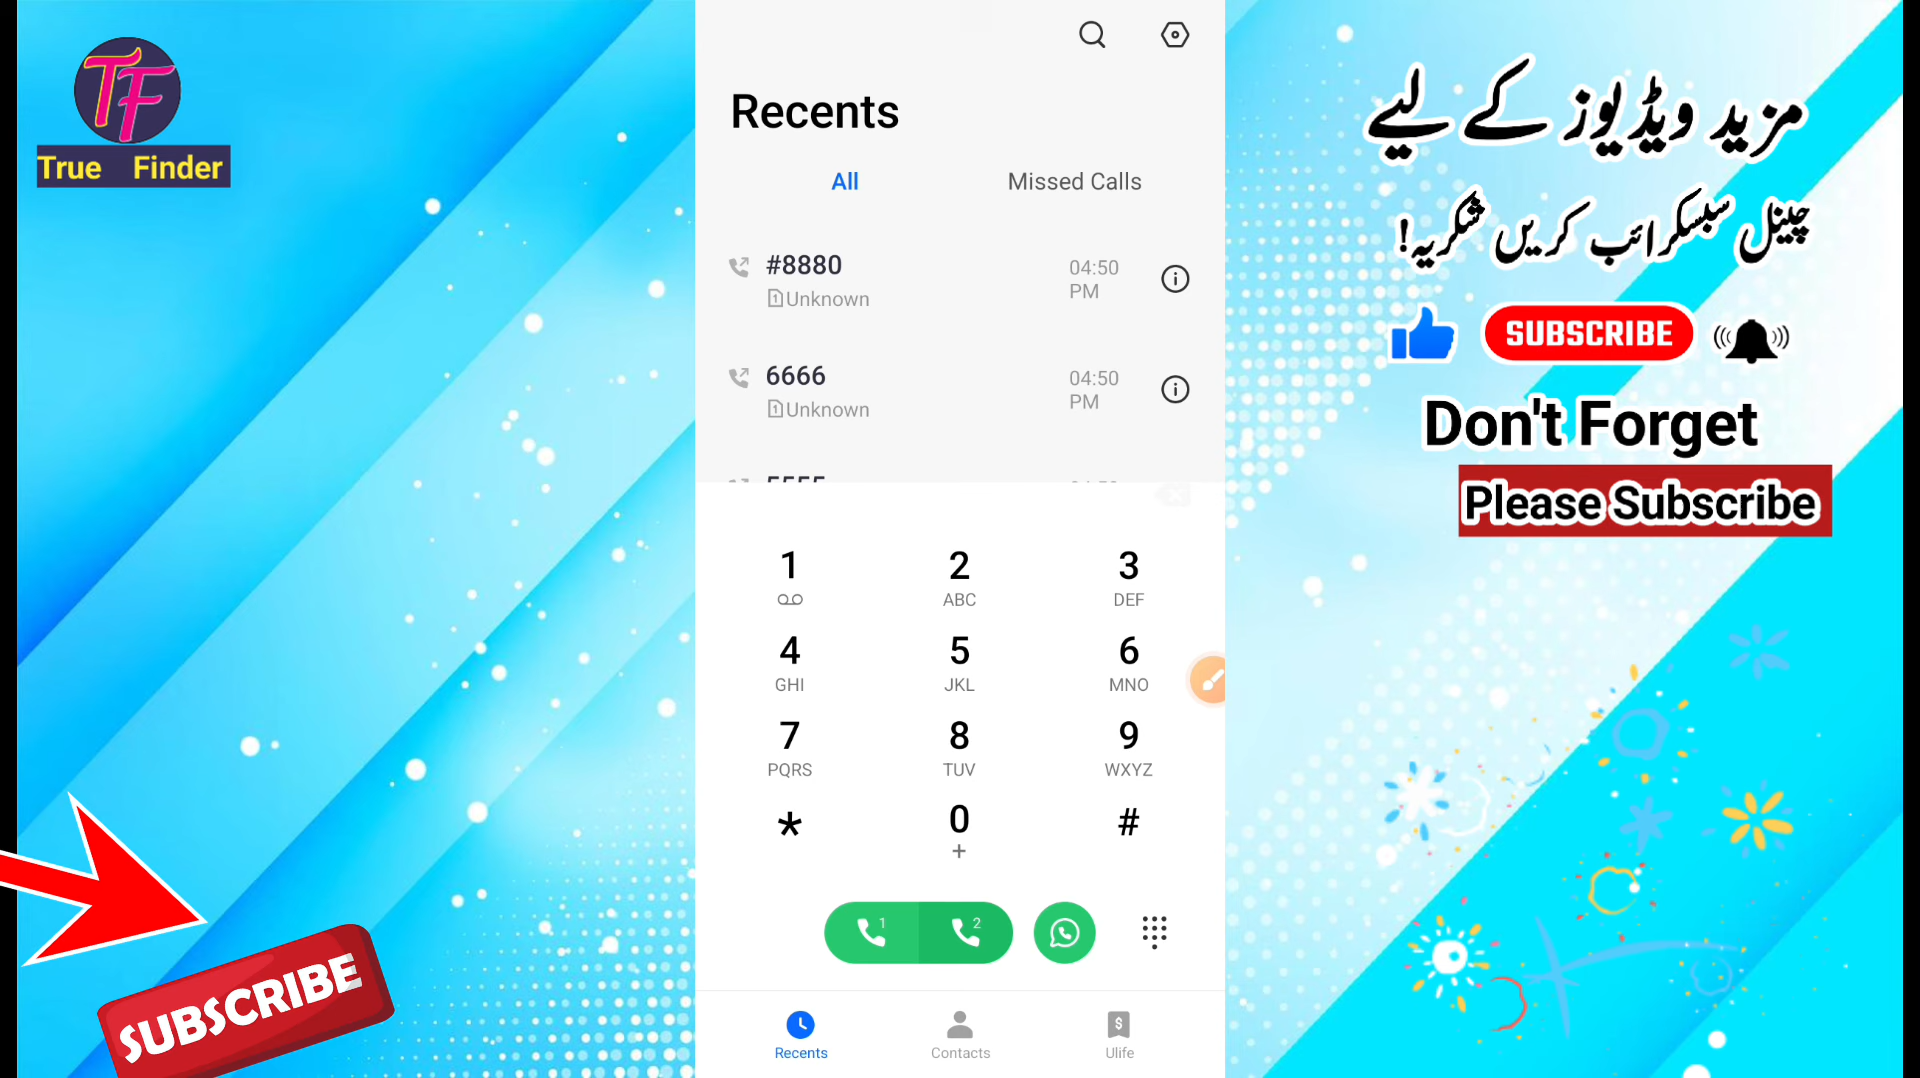 TF
True Finder
Recents
All
Missed Calls
#8880
1 Unknown
04:50 PM
6666
1 Unknown
04:50 PM
1
2
ABC
3
DEF
4
GHI
5
JKL
6
MNO
7
PQRS
8
TUV
9
WXYZ
*
0
+
#
1
2
Recents
Contacts
Ulife
SUBSCRIBE
مزید ویڈیوز کے لیے
چینل سبسکرائب کریں شکریہ!
SUBSCRIBE
Don't Forget
Please Subscribe